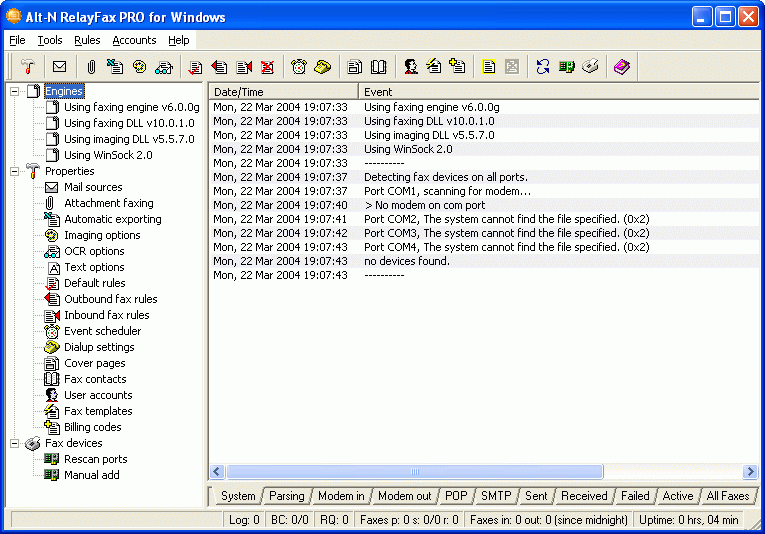 Alt-N RelayFax PRO for Windows
File Tools Rules Accounts Help
Engines
Using faxing engine v6.0.0g
Using faxing DLL v10.0.1.0
Using imaging DLL v5.5.7.0
Using WinSock 2.0
Properties
Mail sources
Attachment faxing
Automatic exporting
Imaging options
OCR options
Text options
Default rules
Outbound fax rules
Inbound fax rules
Event scheduler
Dialup settings
Cover pages
Fax contacts
User accounts
Fax templates
Billing codes
Fax devices
Rescan ports
Manual add
Date/Time Event
Mon, 22 Mar 2004 19:07:33 Using faxing engine v6.0.0g
Mon, 22 Mar 2004 19:07:33 Using faxing DLL v10.0.1.0
Mon, 22 Mar 2004 19:07:33 Using imaging DLL v5.5.7.0
Mon, 22 Mar 2004 19:07:33 Using WinSock 2.0
Mon, 22 Mar 2004 19:07:33 ----------
Mon, 22 Mar 2004 19:07:37 Detecting fax devices on all ports.
Mon, 22 Mar 2004 19:07:37 Port COM1, scanning for modem...
Mon, 22 Mar 2004 19:07:40 > No modem on com port
Mon, 22 Mar 2004 19:07:41 Port COM2, The system cannot find the file specified. (0x2)
Mon, 22 Mar 2004 19:07:42 Port COM3, The system cannot find the file specified. (0x2)
Mon, 22 Mar 2004 19:07:43 Port COM4, The system cannot find the file specified. (0x2)
Mon, 22 Mar 2004 19:07:43 no devices found.
Mon, 22 Mar 2004 19:07:43 ----------
System Parsing Modem in Modem out POP SMTP Sent Received Failed Active All Faxes
Log: 0 BC: 0/0 RQ: 0 Faxes p: 0 s: 0/0 r: 0 Faxes in: 0 out: 0 (since midnight) Uptime: 0 hrs, 04 min